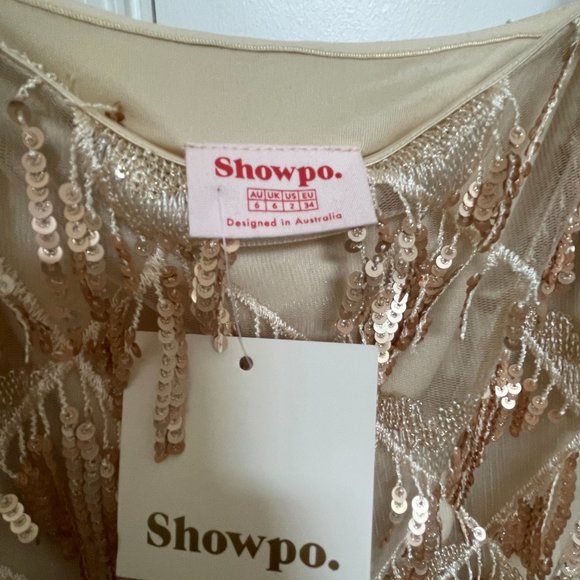 Showpo.
AU UK US EU
6 6 2 34
Designed in Australia
Showpo.